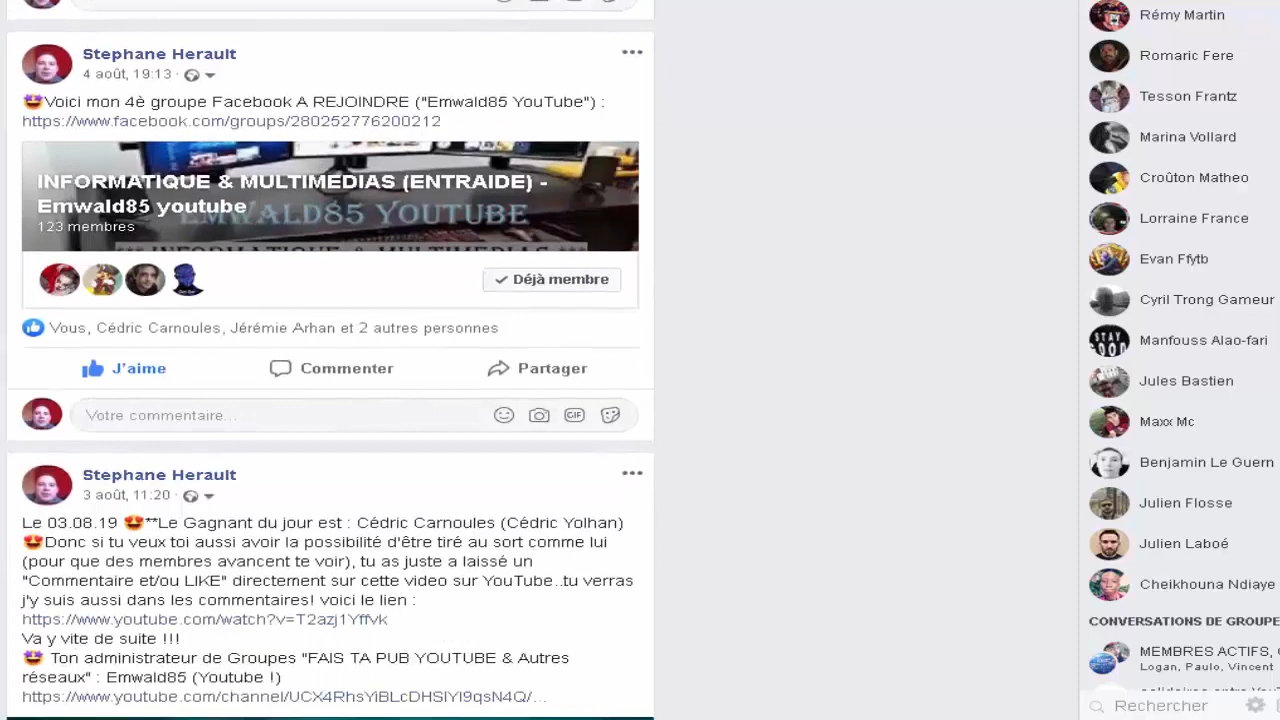 Stephane Herault
4 août, 19:13 ·
🤩Voici mon 4è groupe Facebook A REJOINDRE ("Emwald85 YouTube") :
https://www.facebook.com/groups/280252776200212
INFORMATIQUE & MULTIMEDIAS (ENTRAIDE) -
Emwald85 youtube
123 membres
EMWALD85 YOUTUBE
Déjà membre
Vous, Cédric Carnoules, Jérémie Arhan et 2 autres personnes
J'aime
Commenter
Partager
Votre commentaire...
GIF
Stephane Herault
3 août, 11:20 ·
Le 03.08.19 😍**Le Gagnant du jour est : Cédric Carnoules (Cédric Yolhan)
😍Donc si tu veux toi aussi avoir la possibilité d'être tiré au sort comme lui
(pour que des membres avancent te voir), tu as juste a laissé un
"Commentaire et/ou LIKE" directement sur cette video sur YouTube..tu verras
j'y suis aussi dans les commentaires! voici le lien :
https://www.youtube.com/watch?v=T2azj1Yffvk
Va y vite de suite !!!
🤩 Ton administrateur de Groupes "FAIS TA PUB YOUTUBE & Autres
réseaux" : Emwald85 (Youtube !)
https://www.youtube.com/channel/UCX4RhsYiBLcDHSlYl9qsN4Q/...
Rémy Martin
Romaric Fere
Tesson Frantz
Marina Vollard
Croûton Matheo
Lorraine France
Evan Ffytb
Cyril Trong Gameur
Manfouss Alao-fari
Jules Bastien
Maxx Mc
Benjamin Le Guern
Julien Flosse
Julien Laboé
Cheikhouna Ndiaye
CONVERSATIONS DE GROUPE
MEMBRES ACTIFS,
Logan, Paulo, Vincent
Rechercher